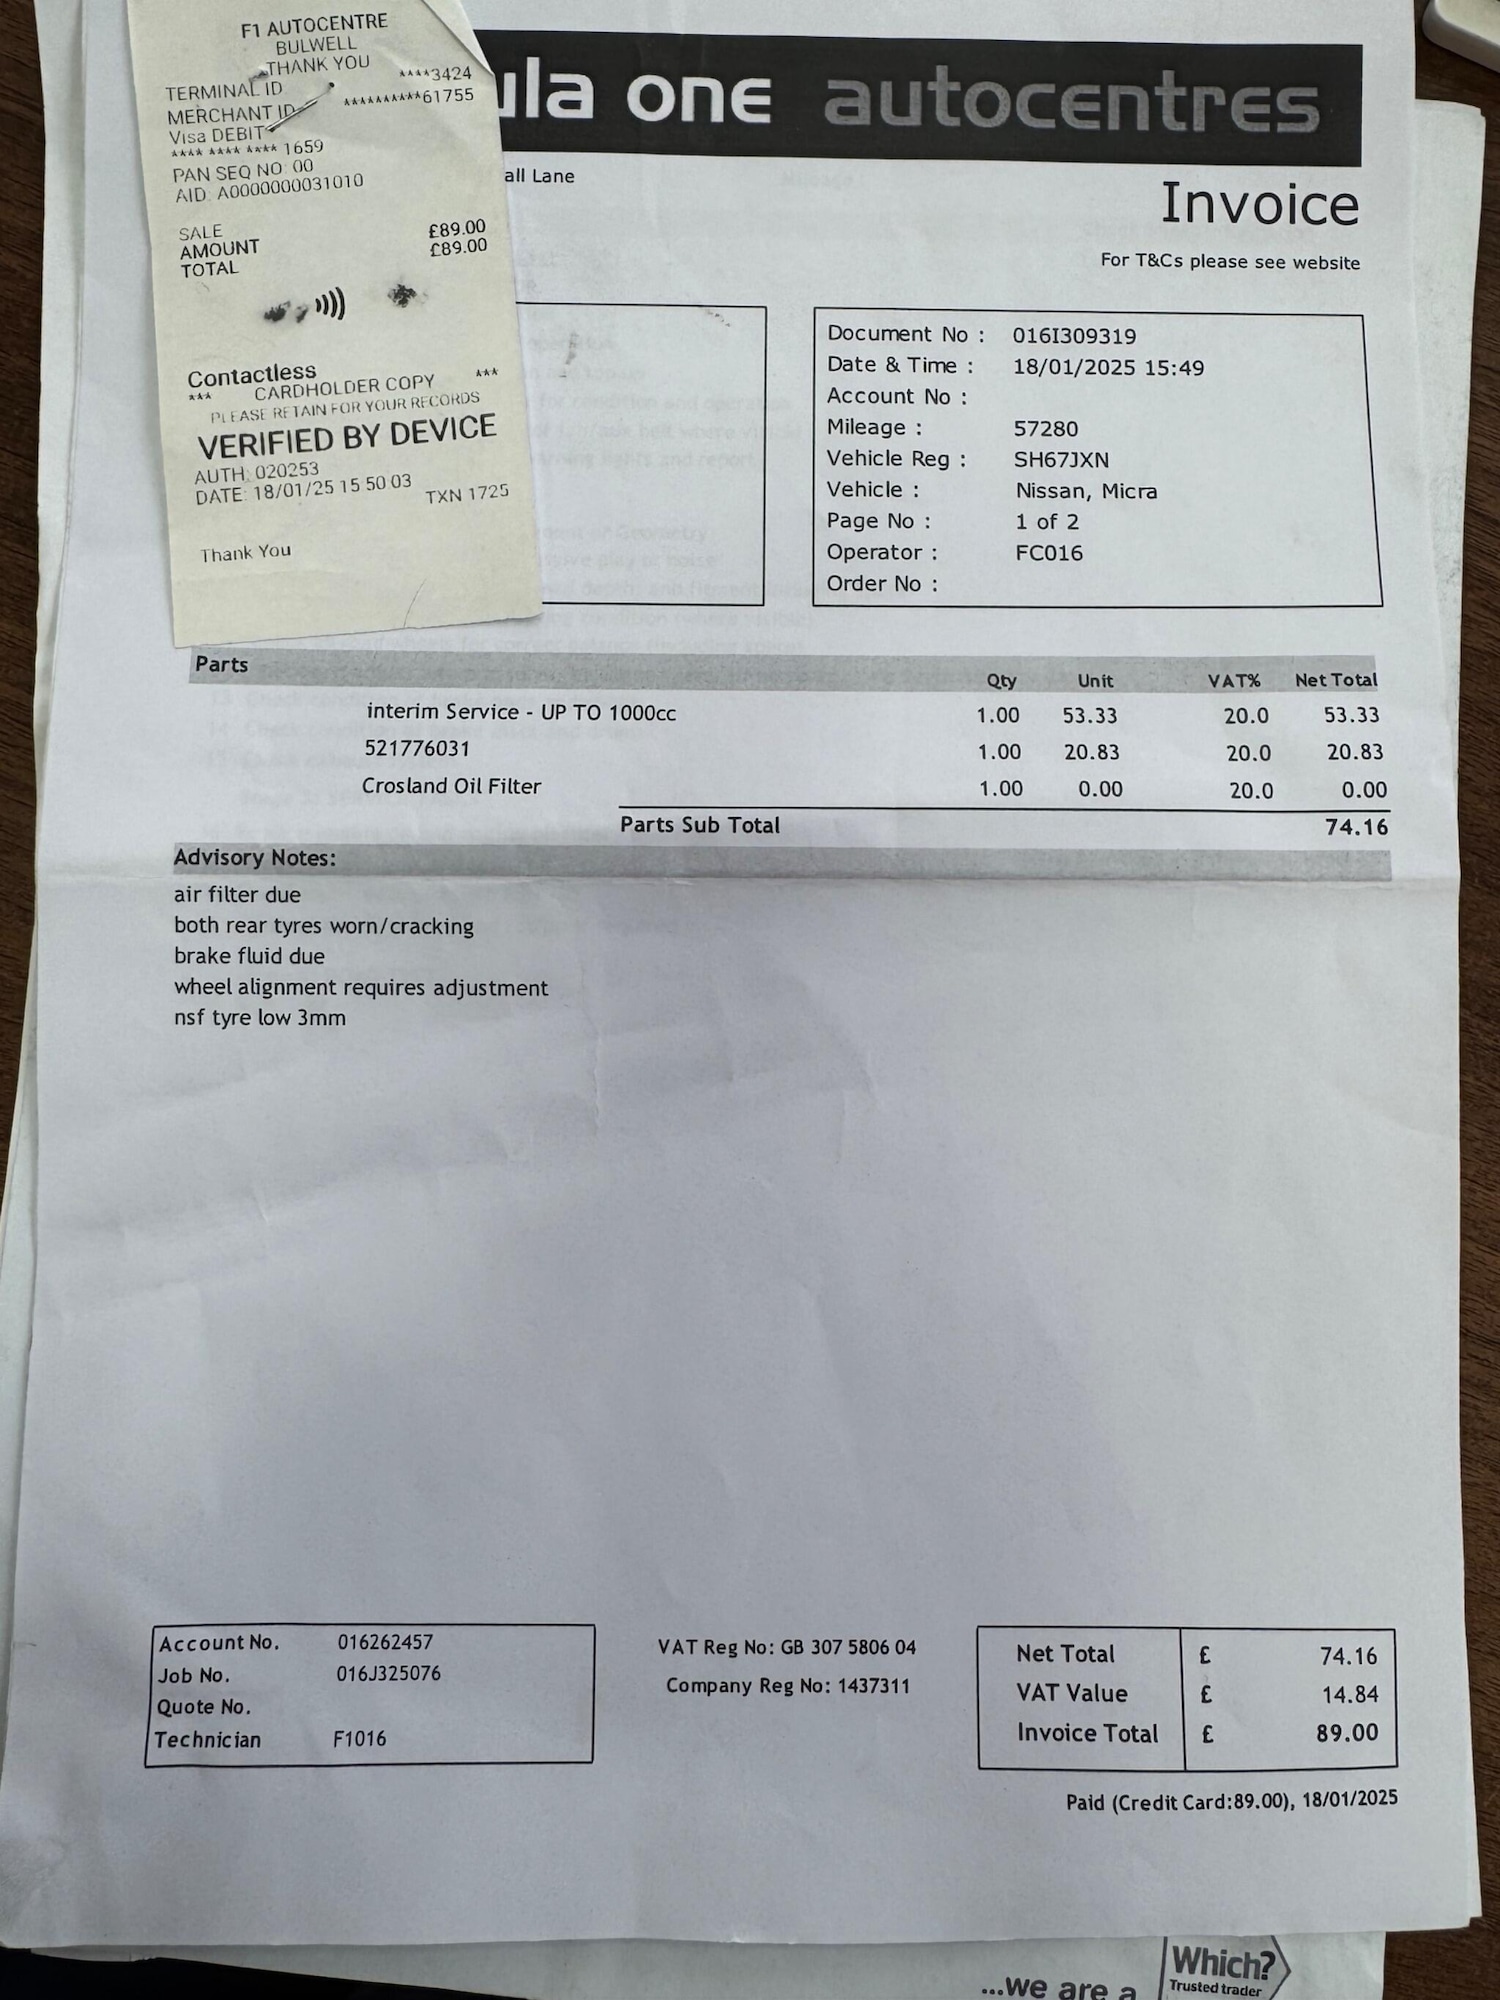 F1 AUTOCENTRE
BULWELL
THANK YOU
TERMINAL ID ****3424
MERCHANT ID **********61755
Visa DEBIT
**** **** **** 1659
PAN SEQ NO: 00
AID: A0000000031010
SALE
AMOUNT £89.00
TOTAL £89.00
Contactless
*** CARDHOLDER COPY ***
PLEASE RETAIN FOR YOUR RECORDS
VERIFIED BY DEVICE
AUTH: 020253
DATE: 18/01/25 15:50:03 TXN 1725
Thank You
ula one autocentres
all Lane
Invoice
For T&Cs please see website
Document No : 016I309319
Date & Time : 18/01/2025 15:49
Account No :
Mileage : 57280
Vehicle Reg : SH67JXN
Vehicle : Nissan, Micra
Page No : 1 of 2
Operator : FC016
Order No :
Parts Qty Unit VAT% Net Total
interim Service - UP TO 1000cc 1.00 53.33 20.0 53.33
521776031 1.00 20.83 20.0 20.83
Crosland Oil Filter 1.00 0.00 20.0 0.00
Parts Sub Total 74.16
Advisory Notes:
air filter due
both rear tyres worn/cracking
brake fluid due
wheel alignment requires adjustment
nsf tyre low 3mm
Account No. 016262457
Job No. 016J325076
Quote No.
Technician F1016
VAT Reg No: GB 307 5806 04
Company Reg No: 1437311
Net Total £ 74.16
VAT Value £ 14.84
Invoice Total £ 89.00
Paid (Credit Card:89.00), 18/01/2025
...we are a
Which?
Trusted trader